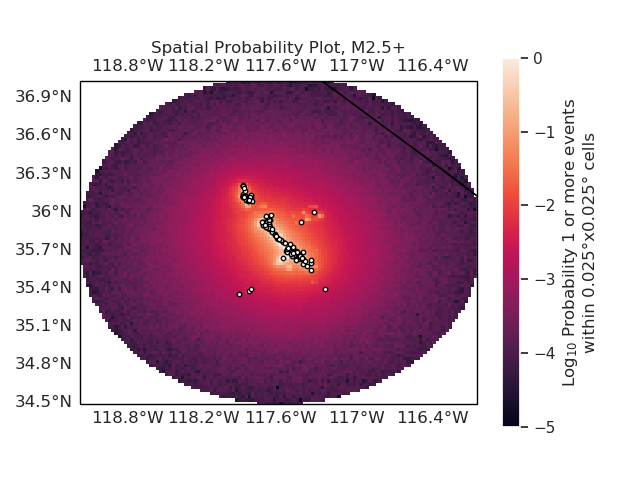 Spatial Probability Plot, M2.5+
118.8°W 118.2°W 117.6°W 117°W 116.4°W
36.9°N
36.6°N
36.3°N
36°N
35.7°N
35.4°N
35.1°N
34.8°N
34.5°N
118.8°W 118.2°W 117.6°W 117°W 116.4°W
0
−1
−2
−3
−4
−5
Log₁₀ Probability 1 or more events
within 0.025°x0.025° cells